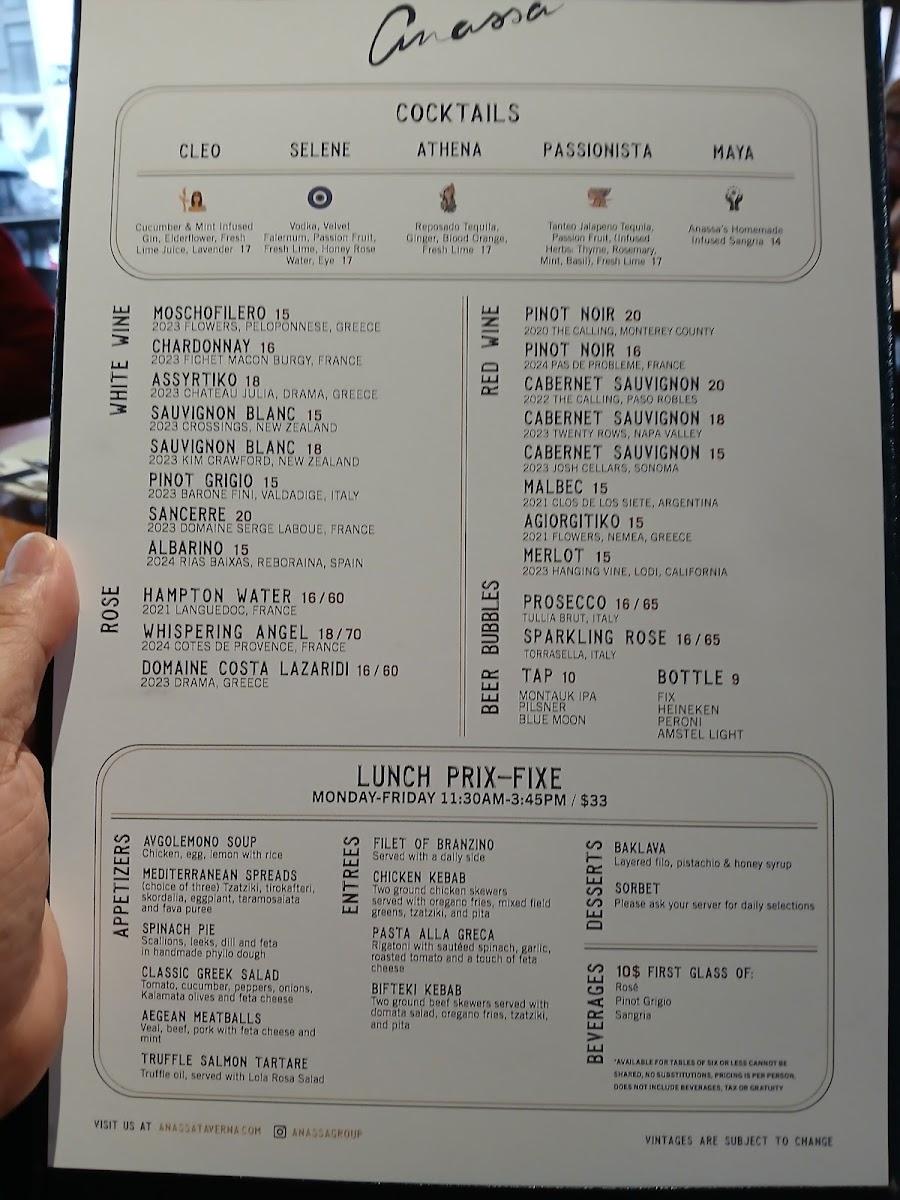 Anassa
COCKTAILS
CLEO
Cucumber & Mint Infused
Gin, Elderflower, Fresh
Lime Juice, Lavender 17
SELENE
Vodka, Velvet
Falernum, Passion Fruit,
Fresh Lime, Honey Rose
Water, Eye 17
ATHENA
Reposado Tequila,
Ginger, Blood Orange,
Fresh Lime 17
PASSIONISTA
Tanteo Jalapeno Tequila,
Passion Fruit, (Infused
Herbs: Thyme, Rosemary,
Mint, Basil), Fresh Lime 17
MAYA
Anassa's Homemade
Infused Sangria 14
WHITE WINE
MOSCHOFILERO 15
2023 FLOWERS, PELOPONNESE, GREECE
CHARDONNAY 16
2023 FICHET MACON BURGY, FRANCE
ASSYRTIKO 18
2023 CHATEAU JULIA, DRAMA, GREECE
SAUVIGNON BLANC 15
2023 CROSSINGS, NEW ZEALAND
SAUVIGNON BLANC 18
2023 KIM CRAWFORD, NEW ZEALAND
PINOT GRIGIO 15
2023 BARONE FINI, VALDADIGE, ITALY
SANCERRE 20
2023 DOMAINE SERGE LABOUE, FRANCE
ALBARINO 15
2024 RIAS BAIXAS, REBORAINA, SPAIN
ROSE
HAMPTON WATER 16/60
2021 LANGUEDOC, FRANCE
WHISPERING ANGEL 18/70
2024 COTES DE PROVENCE, FRANCE
DOMAINE COSTA LAZARIDI 16/60
2023 DRAMA, GREECE
RED WINE
PINOT NOIR 20
2020 THE CALLING, MONTEREY COUNTY
PINOT NOIR 16
2024 PAS DE PROBLEME, FRANCE
CABERNET SAUVIGNON 20
2022 THE CALLING, PASO ROBLES
CABERNET SAUVIGNON 18
2023 TWENTY ROWS, NAPA VALLEY
CABERNET SAUVIGNON 15
2023 JOSH CELLARS, SONOMA
MALBEC 15
2021 CLOS DE LOS SIETE, ARGENTINA
AGIORGITIKO 15
2021 FLOWERS, NEMEA, GREECE
MERLOT 15
2023 HANGING VINE, LODI, CALIFORNIA
BUBBLES
PROSECCO 16/65
TULLIA BRUT, ITALY
SPARKLING ROSE 16/65
TORRASELLA, ITALY
BEER
TAP 10
MONTAUK IPA
PILSNER
BLUE MOON
BOTTLE 9
FIX
HEINEKEN
PERONI
AMSTEL LIGHT
LUNCH PRIX-FIXE
MONDAY-FRIDAY 11:30AM-3:45PM / $33
APPETIZERS
AVGOLEMONO SOUP
Chicken, egg, lemon with rice
MEDITERRANEAN SPREADS
(choice of three) Tzatziki, tirokafteri,
skordalia, eggplant, taramosalata
and fava puree
SPINACH PIE
Scallions, leeks, dill and feta
in handmade phyllo dough
CLASSIC GREEK SALAD
Tomato, cucumber, peppers, onions,
Kalamata olives and feta cheese
AEGEAN MEATBALLS
Veal, beef, pork with feta cheese and
mint
TRUFFLE SALMON TARTARE
Truffle oil, served with Lola Rosa Salad
ENTREES
FILET OF BRANZINO
Served with a daily side
CHICKEN KEBAB
Two ground chicken skewers
served with oregano fries, mixed field
greens, tzatziki, and pita
PASTA ALLA GRECA
Rigatoni with sautéed spinach, garlic,
roasted tomato and a touch of feta
cheese
BIFTEKI KEBAB
Two ground beef skewers served with
domata salad, oregano fries, tzatziki,
and pita
DESSERTS
BAKLAVA
Layered filo, pistachio & honey syrup
SORBET
Please ask your server for daily selections
BEVERAGES
10$ FIRST GLASS OF:
Rosé
Pinot Grigio
Sangria
*AVAILABLE FOR TABLES OF SIX OR LESS CANNOT BE
SHARED, NO SUBSTITUTIONS, PRICING IS PER PERSON,
DOES NOT INCLUDE BEVERAGES, TAX OR GRATUITY
VISIT US AT ANASSATAVERNA.COM ANASSAGROUP
VINTAGES ARE SUBJECT TO CHANGE